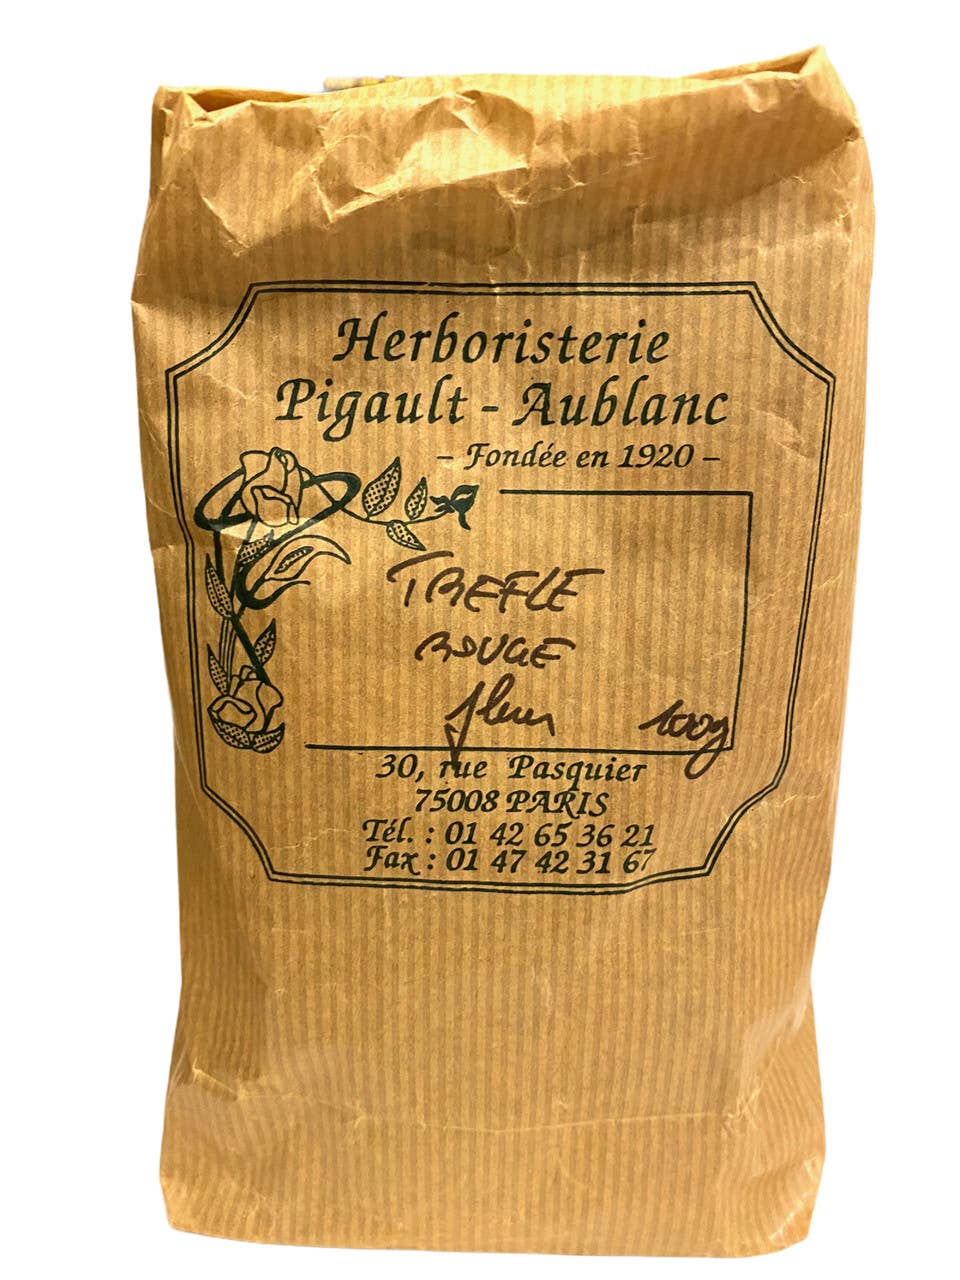 Herboristerie
Pigault - Aublanc
- Fondée en 1920 -
TREFLE
ROUGE
fleur 100g
30, rue Pasquier
75008 PARIS
Tél. : 01 42 65 36 21
Fax : 01 47 42 31 67